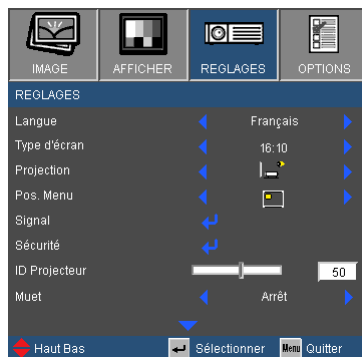 IMAGE AFFICHER REGLAGES OPTIONS
REGLAGES
Langue Français
Type d'écran 16:10
Projection
Pos. Menu
Signal
Sécurité
ID Projecteur 50
Muet Arrêt
Haut Bas Sélectionner Menu Quitter